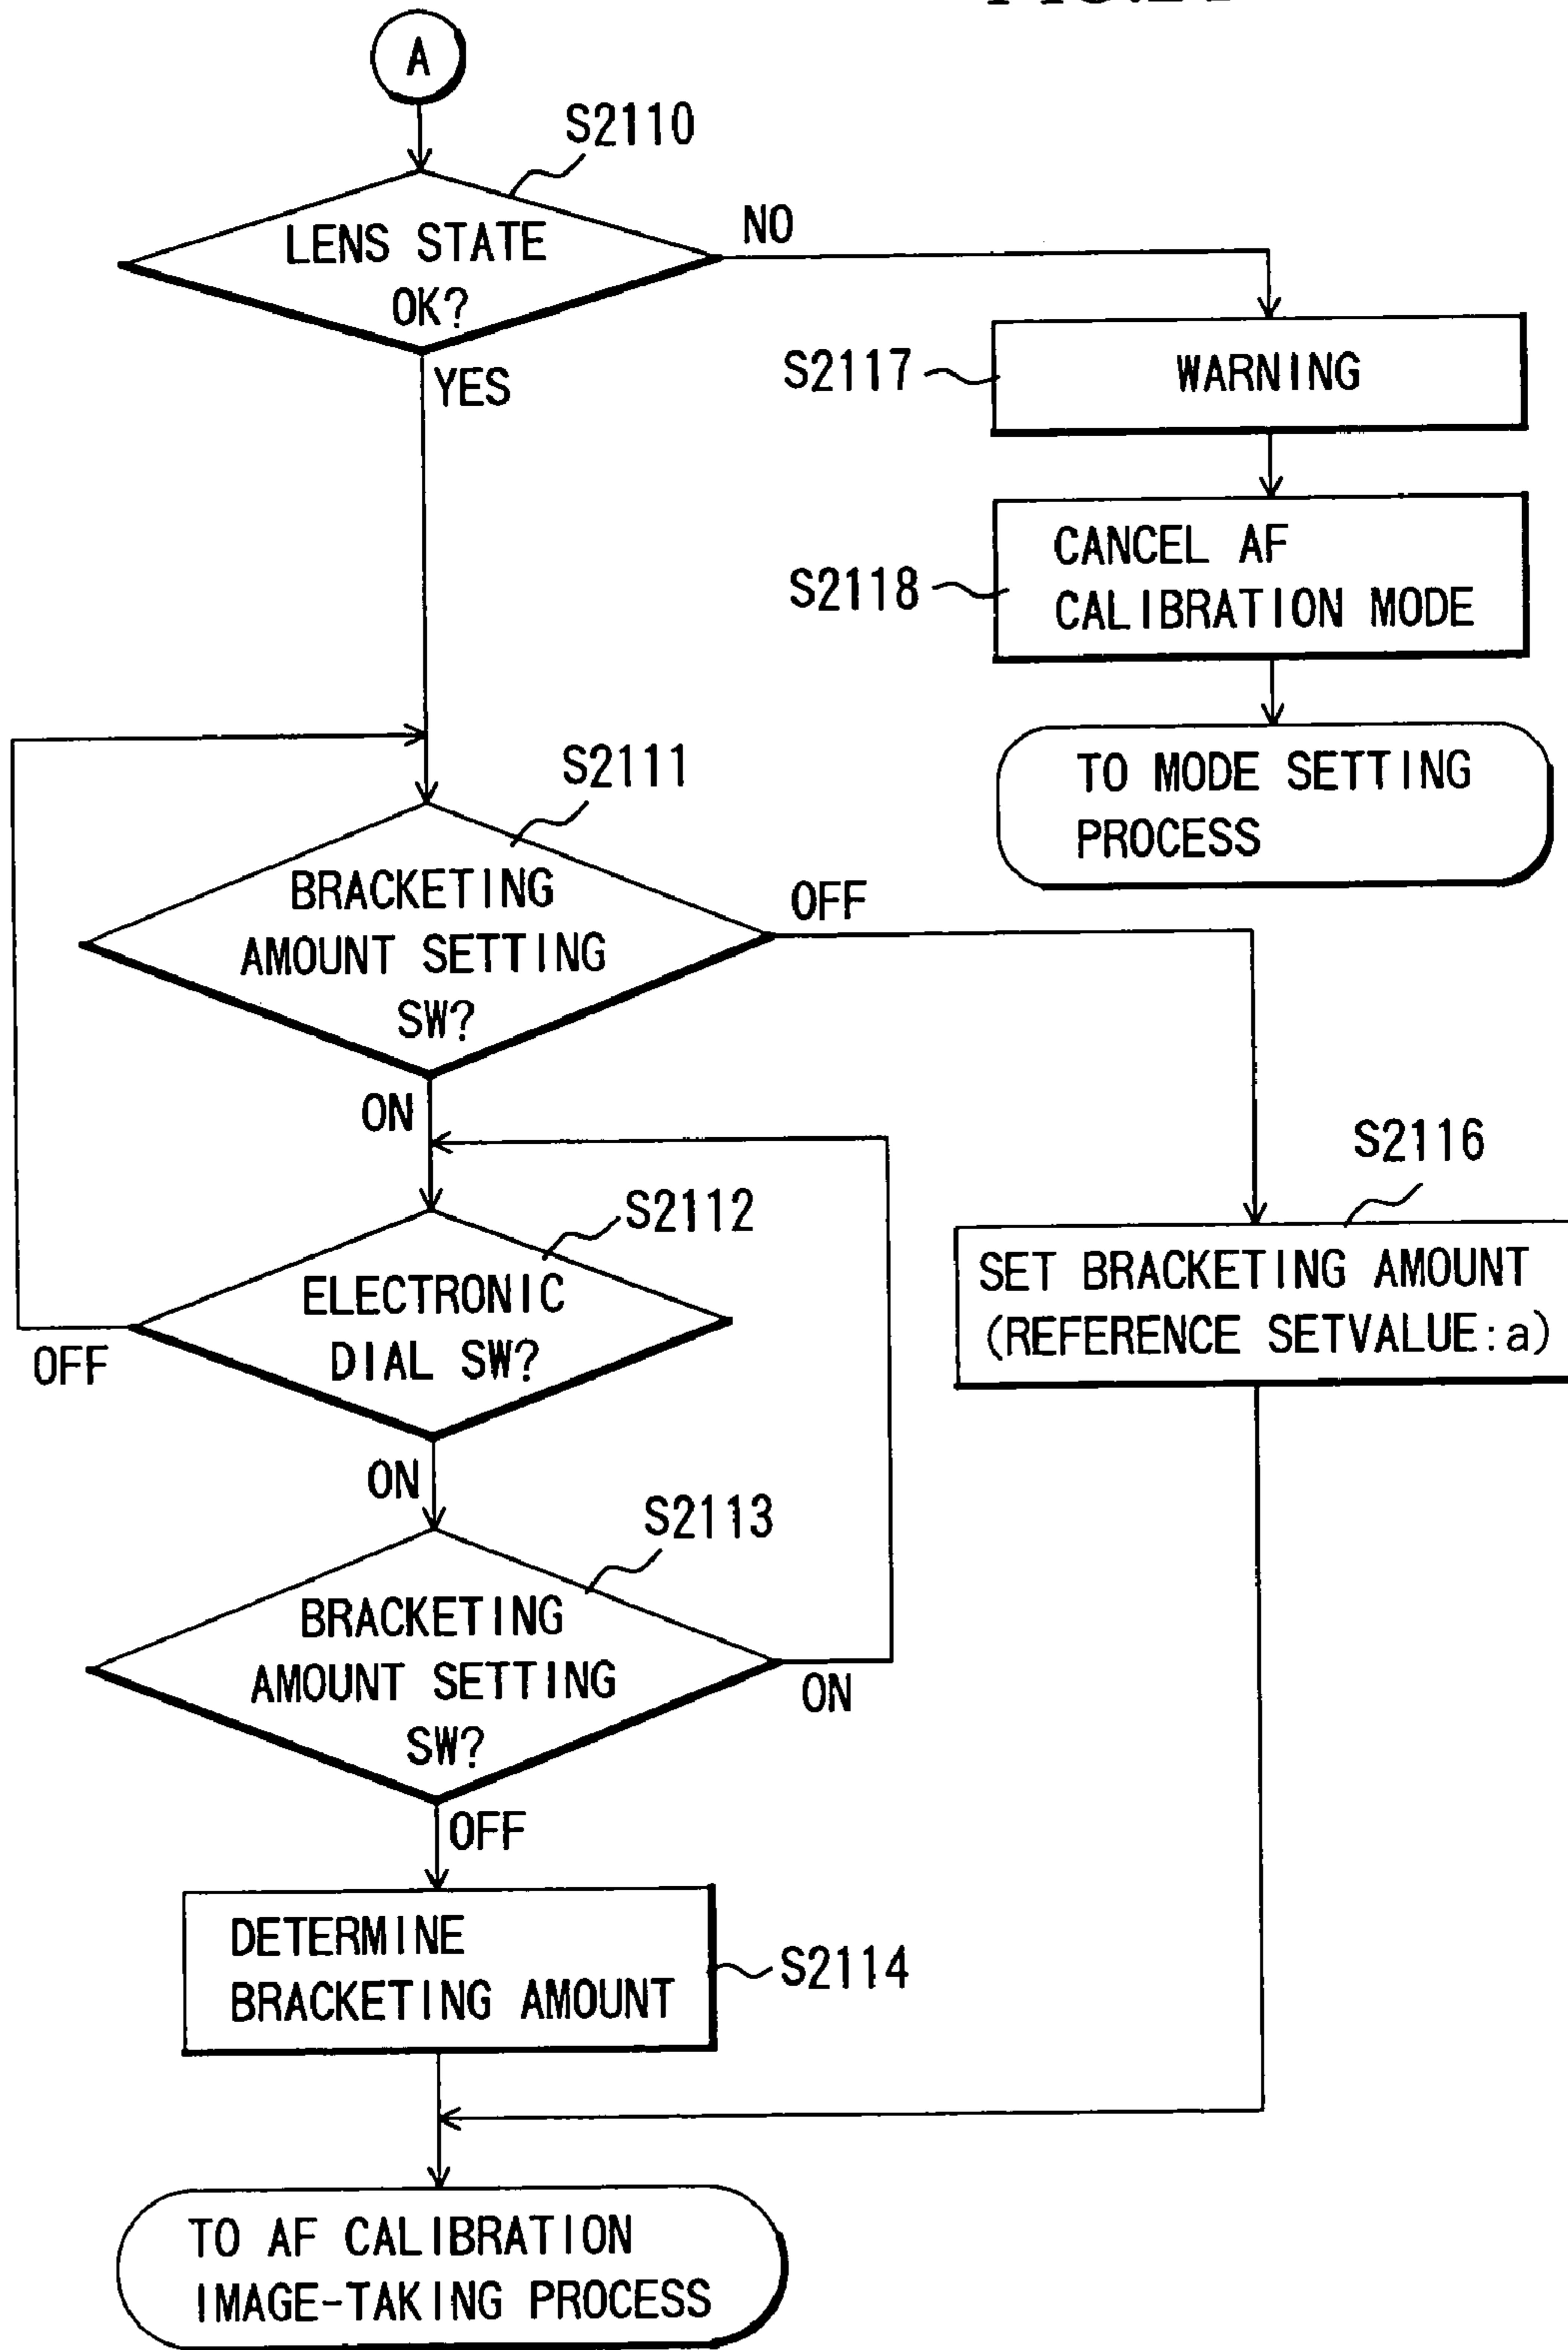 A
S2110
LENS STATE
OK?
NO
YES
S2117
WARNING
S2118
CANCEL AF
CALIBRATION MODE
TO MODE SETTING
PROCESS
S2111
BRACKETING
AMOUNT SETTING
SW?
OFF
ON
S2116
SET BRACKETING AMOUNT
(REFERENCE SETVALUE:a)
S2112
ELECTRONIC
DIAL SW?
OFF
ON
S2113
BRACKETING
AMOUNT SETTING
SW?
ON
OFF
DETERMINE
BRACKETING AMOUNT
S2114
TO AF CALIBRATION
IMAGE-TAKING PROCESS